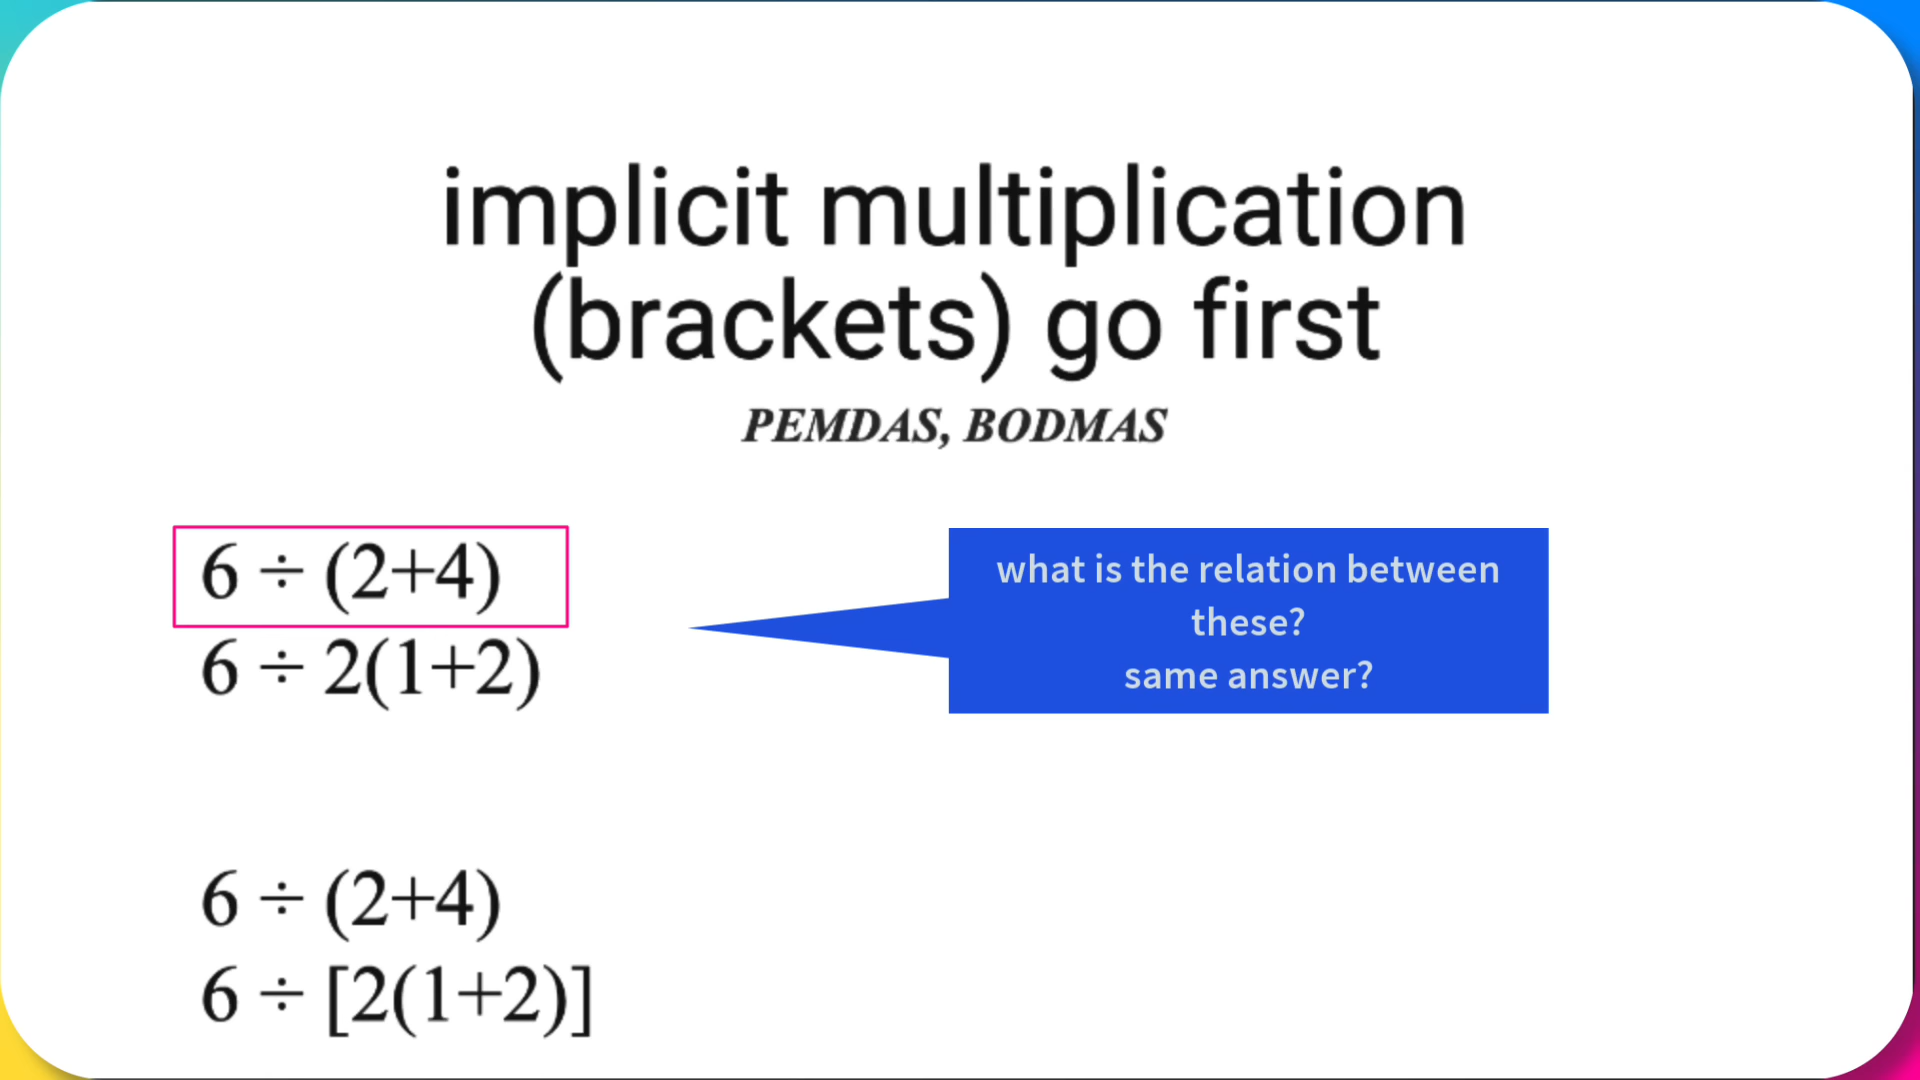 implicit multiplication
(brackets) go first
PEMDAS, BODMAS
6 ÷ (2+4)
6 ÷ 2(1+2)
what is the relation between
these?
same answer?
6 ÷ (2+4)
6 ÷ [2(1+2)]